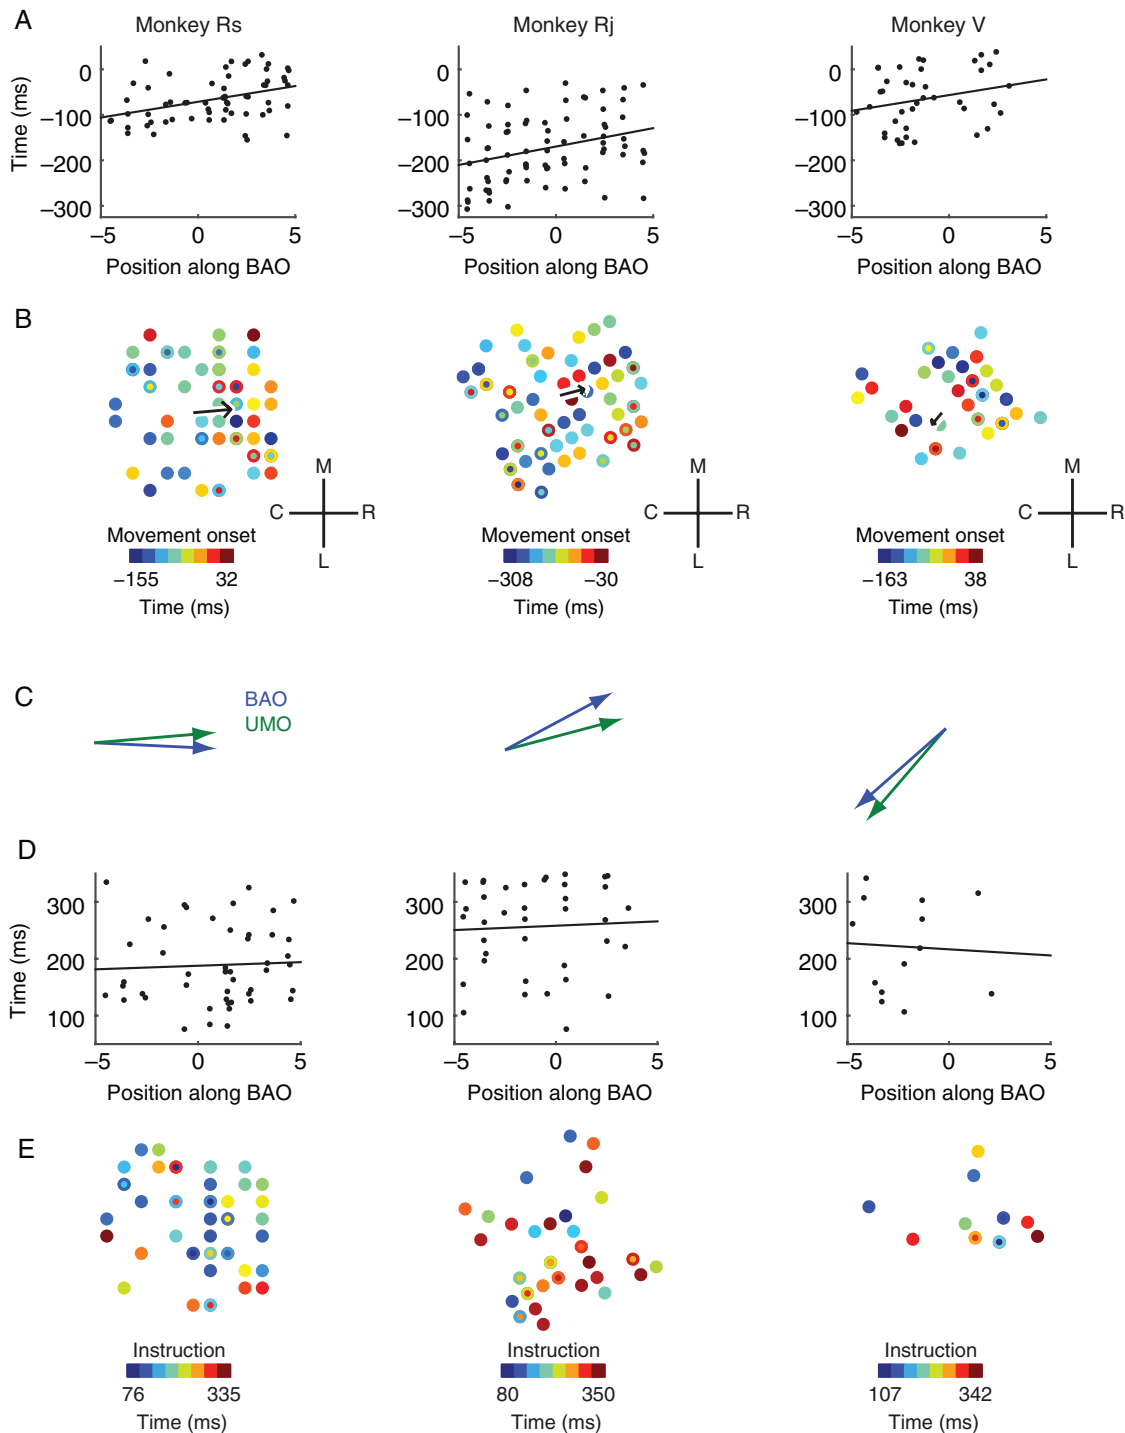 A
Monkey Rs
Monkey Rj
Monkey V
Time (ms)
0
−100
−200
−300
−5
0
5
Position along BAO
0
−100
−200
−300
−5
0
5
Position along BAO
0
−100
−200
−300
−5
0
5
Position along BAO
B
M
C
R
L
Movement onset
−155
32
Time (ms)
M
C
R
L
Movement onset
−308
−30
Time (ms)
M
C
R
L
Movement onset
−163
38
Time (ms)
C
BAO
UMO
D
Time (ms)
300
200
100
−5
0
5
Position along BAO
300
200
100
−5
0
5
Position along BAO
300
200
100
−5
0
5
Position along BAO
E
Instruction
76
335
Time (ms)
Instruction
80
350
Time (ms)
Instruction
107
342
Time (ms)